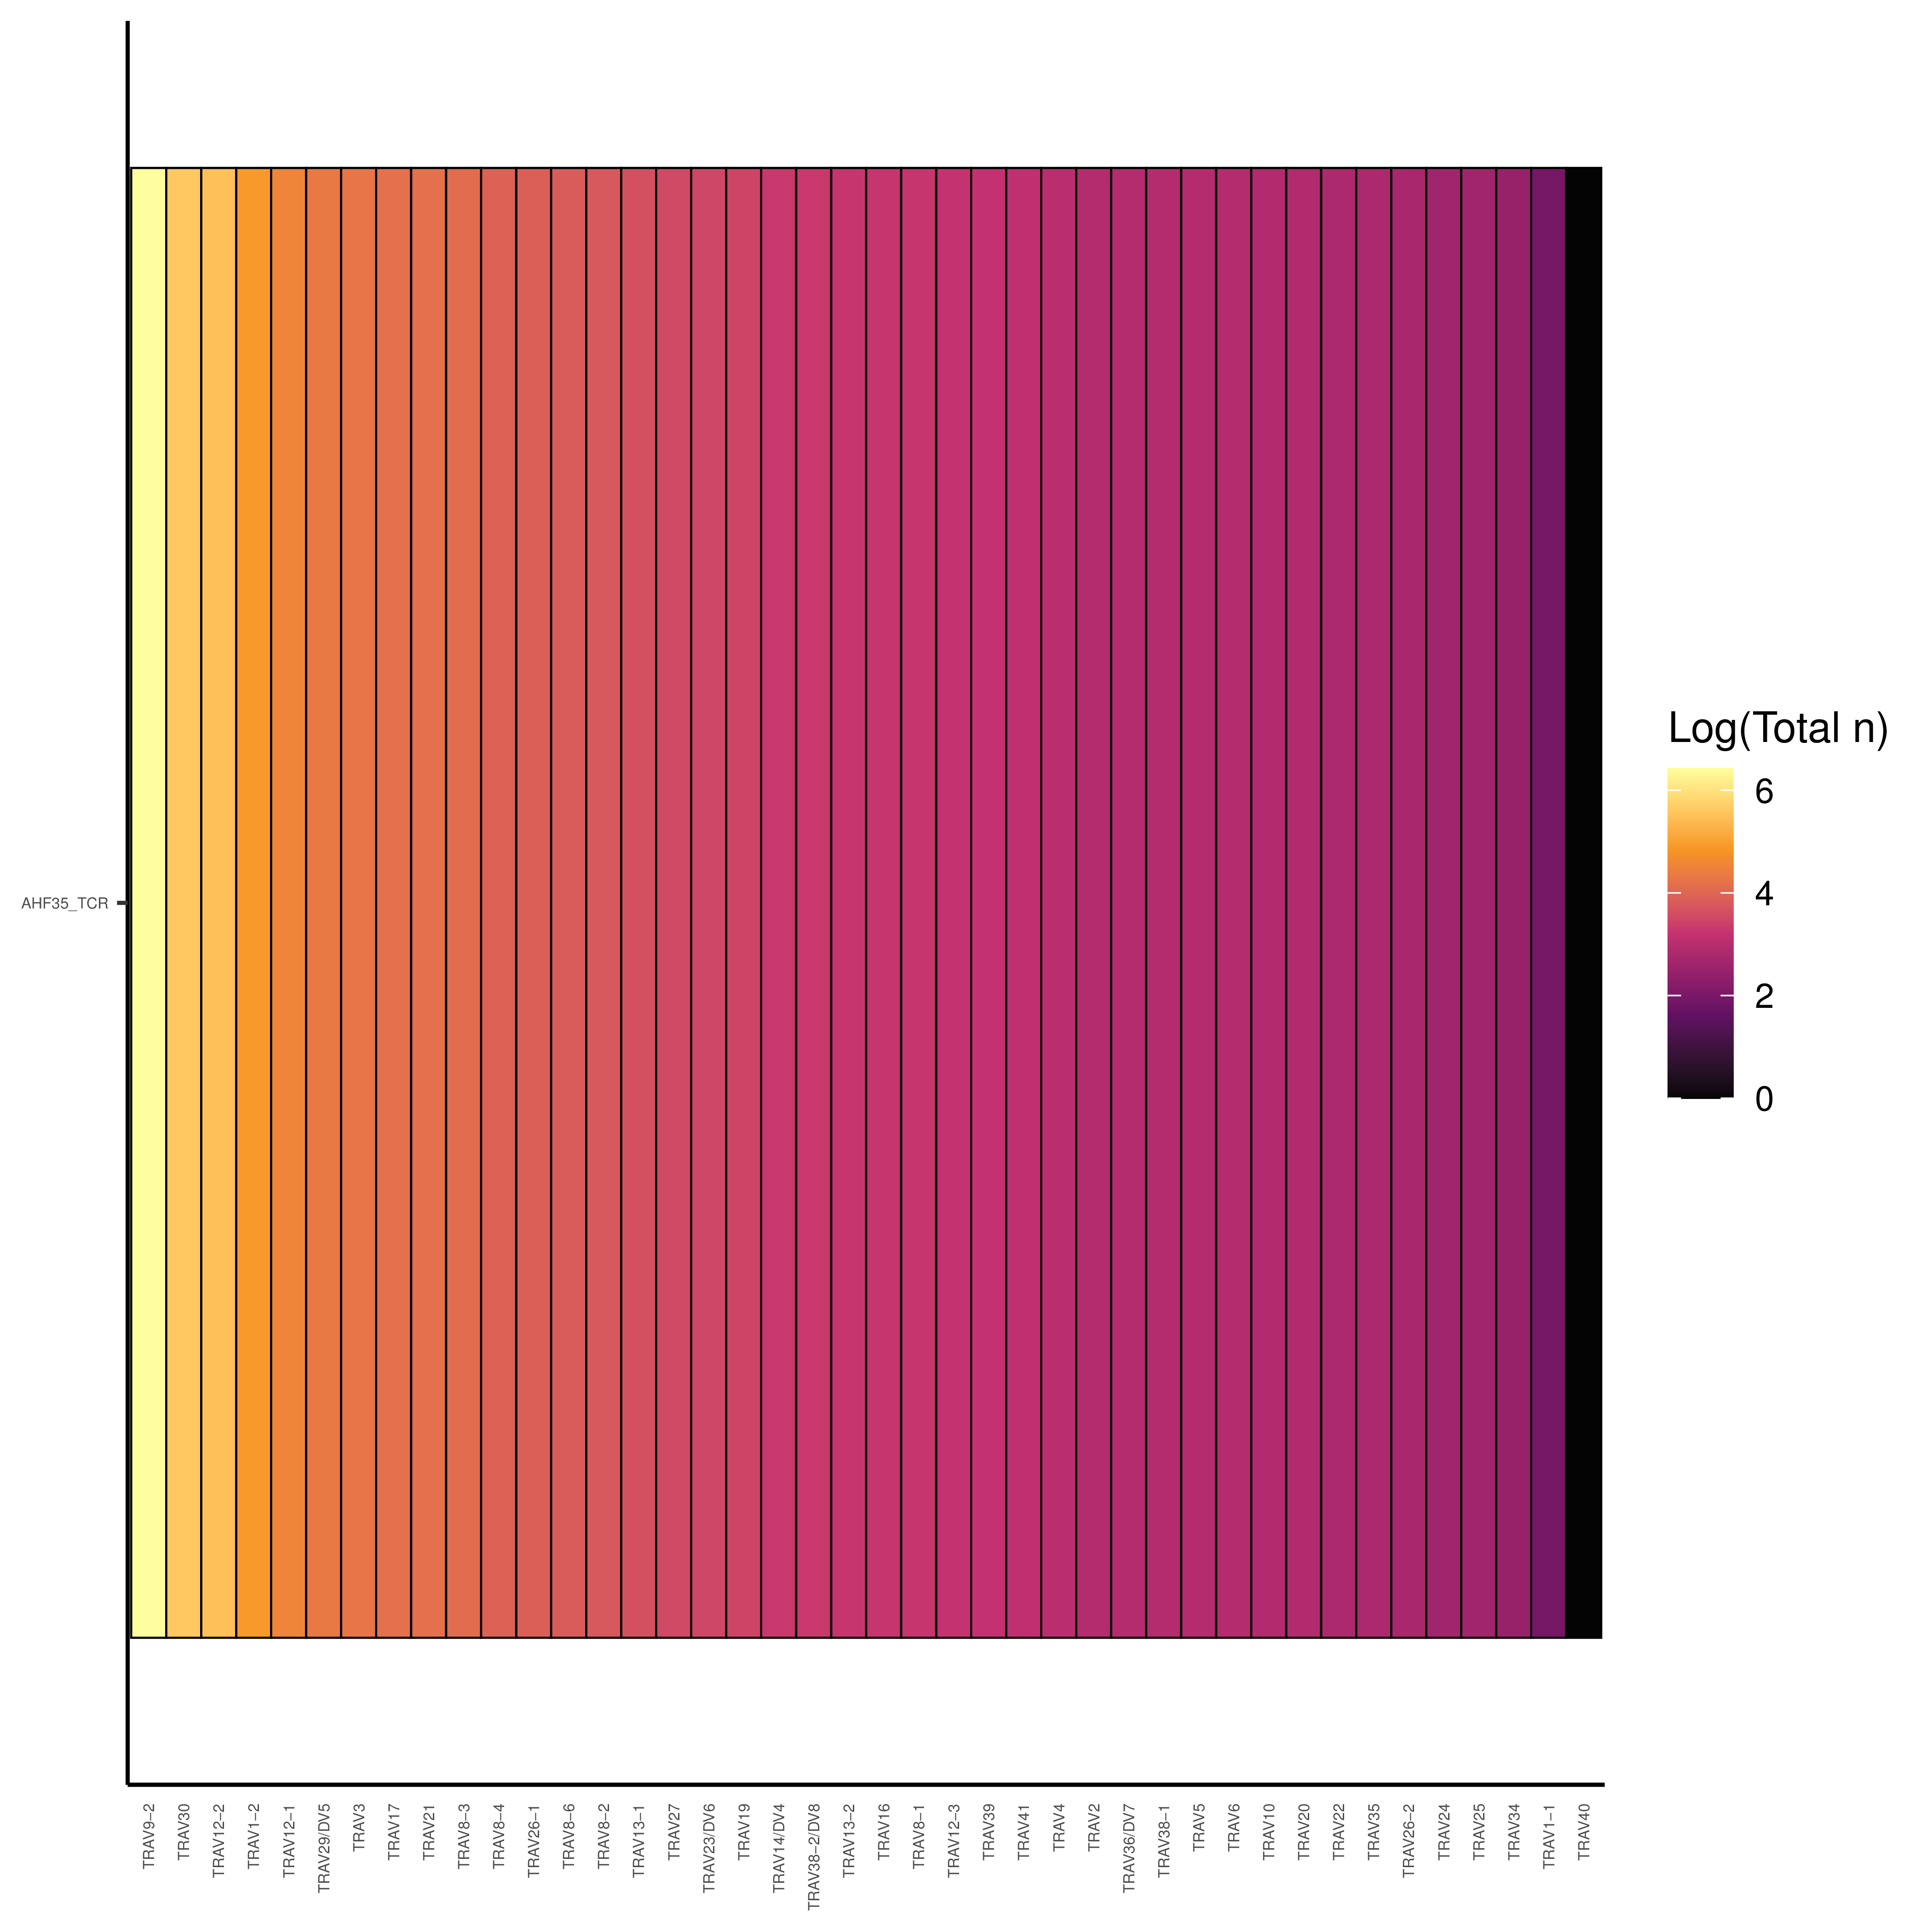 Log(Total n)
6
4
2
0
AHF35_TCR
TRAV9−2
TRAV30
TRAV12−2
TRAV1−2
TRAV12−1
TRAV29/DV5
TRAV3
TRAV17
TRAV21
TRAV8−3
TRAV8−4
TRAV26−1
TRAV8−6
TRAV8−2
TRAV13−1
TRAV27
TRAV23/DV6
TRAV19
TRAV14/DV4
TRAV38−2/DV8
TRAV13−2
TRAV16
TRAV8−1
TRAV12−3
TRAV39
TRAV41
TRAV4
TRAV2
TRAV36/DV7
TRAV38−1
TRAV5
TRAV6
TRAV10
TRAV20
TRAV22
TRAV35
TRAV26−2
TRAV24
TRAV25
TRAV34
TRAV1−1
TRAV40